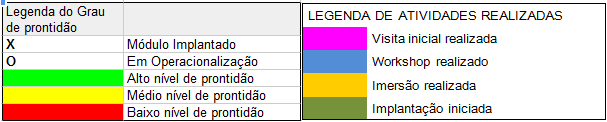 Legenda do Grau
de prontidão
X Módulo Implantado
O Em Operacionalização
Alto nível de prontidão
Médio nível de prontidão
Baixo nível de prontidão
LEGENDA DE ATIVIDADES REALIZADAS
Visita inicial realizada
Workshop realizado
Imersão realizada
Implantação iniciada